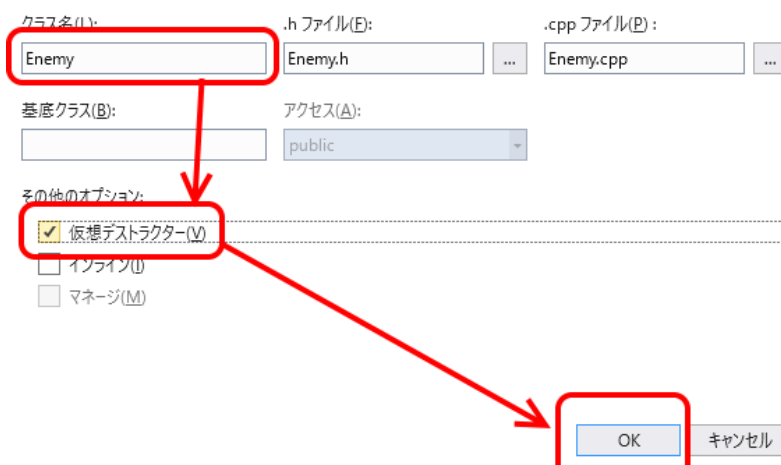 クラス名(L):
.h ファイル(F):
.cpp ファイル(P) :
Enemy
Enemy.h
...
Enemy.cpp
...
基底クラス(B):
アクセス(A):
public
その他のオプション:
仮想デストラクター(V)
インライン(I)
マネージ(M)
OK
キャンセル